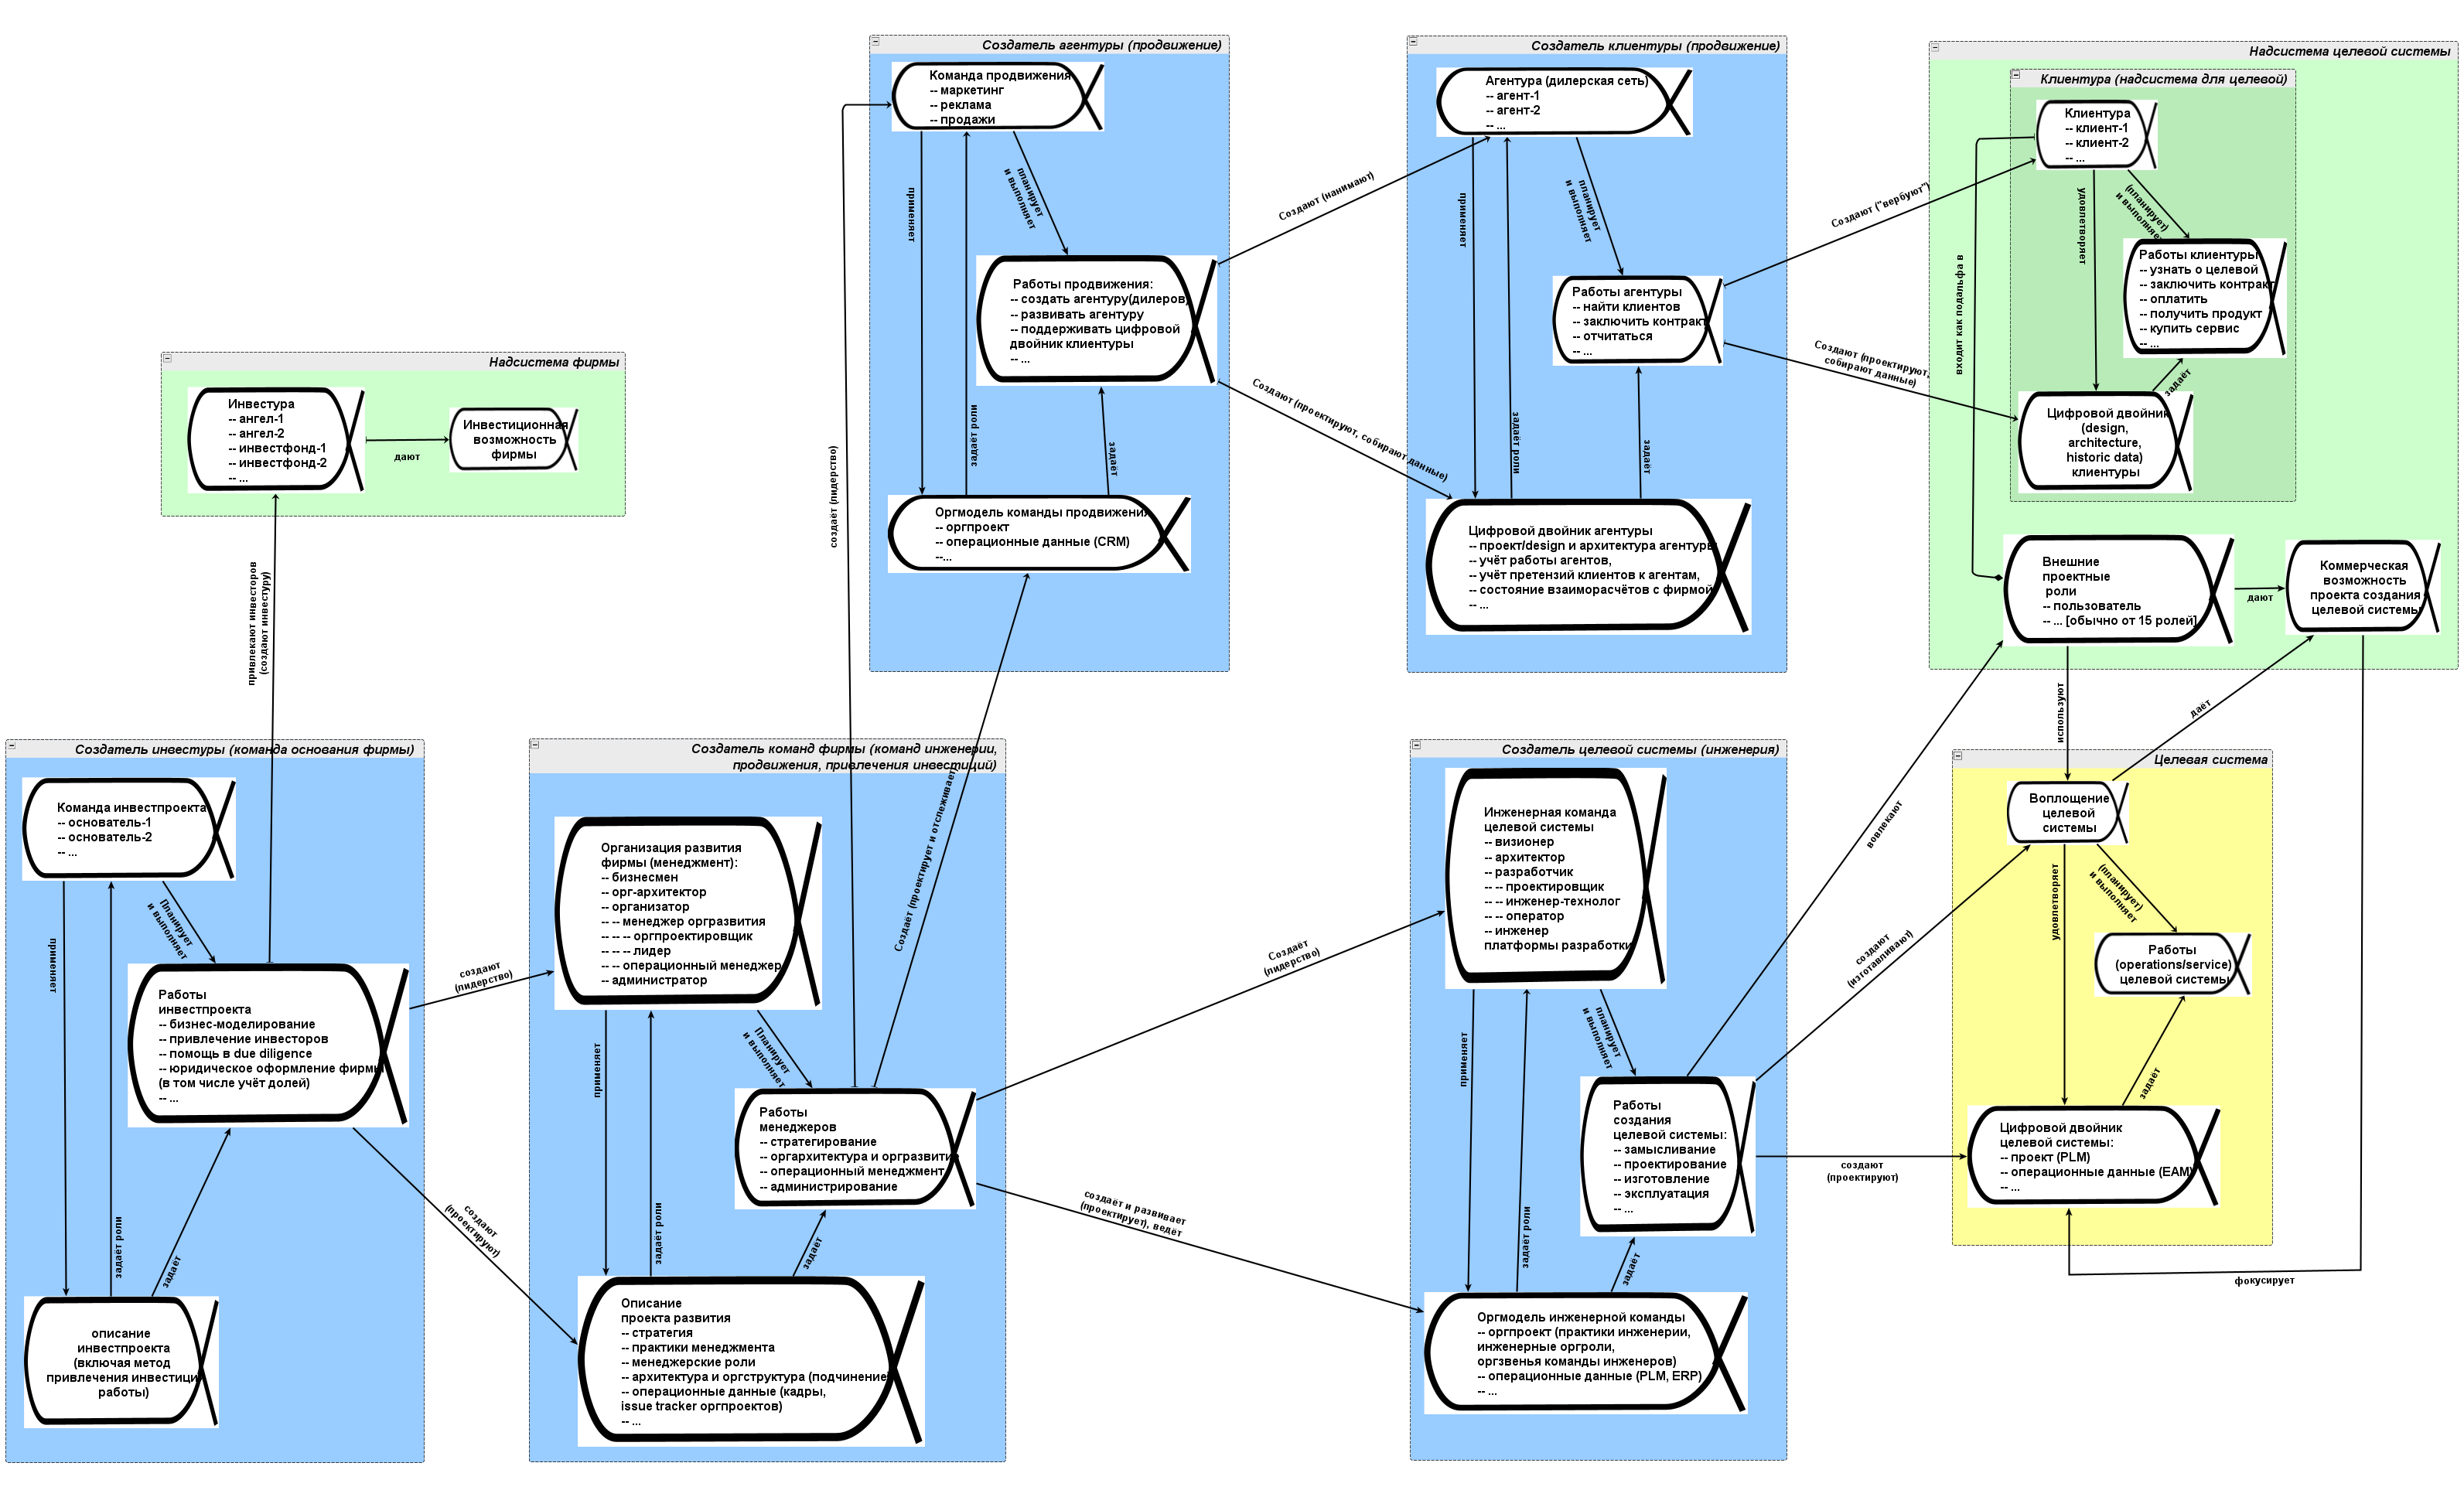 Создатель агентуры (продвижение)
Команда продвижения
-- маркетинг
-- реклама
-- продажи
применяет
задаёт роли
планирует
и выполняет
Работы продвижения:
-- создать агентуру(дилеров)
-- развивать агентуру
-- поддерживать цифровой
двойник клиентуры
-- ...
задаёт
Оргмодель команды продвижения
-- оргпроект
-- операционные данные (CRM)
--...
Создают (нанимают)
Создают (проектируют, собирают данные)
Создатель клиентуры (продвижение)
Агентура (дилерская сеть)
-- агент-1
-- агент-2
-- ...
применяет
задаёт роли
планирует
и выполняет
Работы агентуры
-- найти клиентов
-- заключить контракт
-- отчитаться
-- ...
задаёт
Цифровой двойник агентуры
-- проект/design и архитектура агентуры
-- учёт работы агентов,
-- учёт претензий клиентов к агентам,
-- состояние взаиморасчётов с фирмой
-- ...
Создают ("вербуют")
Создают (проектируют,
собирают данные)
Надсистема целевой системы
Клиентура (надсистема для целевой)
Клиентура
-- клиент-1
-- клиент-2
-- ...
удовлетворяет
(планирует)
и выполняет
Работы клиентуры
-- узнать о целевой
-- заключить контракт
-- оплатить
-- получить продукт
-- купить сервис
-- ...
задаёт
Цифровой двойник
(design,
architecture,
historic data)
клиентуры
входит как подальфа в
Внешние
проектные
роли
-- пользователь
-- ... [обычно от 15 ролей]
дают
Коммерческая
возможность
проекта создания
целевой системы
Надсистема фирмы
Инвестура
-- ангел-1
-- ангел-2
-- инвестфонд-1
-- инвестфонд-2
-- ...
дают
Инвестиционная
возможность
фирмы
привлекают инвесторов
(создают инвестуру)
создаёт (лидерство)
Создаёт (проектирует и отслеживает)
Создатель инвестуры (команда основания фирмы)
Команда инвестпроекта
-- основатель-1
-- основатель-2
-- ...
применяет
задаёт роли
Планирует
и выполняет
Работы
инвестпроекта
-- бизнес-моделирование
-- привлечение инвесторов
-- помощь в due diligence
-- юридическое оформление фирмы
(в том числе учёт долей)
-- ...
задаёт
описание
инвестпроекта
(включая метод
привлечения инвестиций
работы)
создают
(лидерство)
создают
(проектируют)
Создатель команд фирмы (команд инженерии,
продвижения, привлечения инвестиций)
Организация развития
фирмы (менеджмент):
-- бизнесмен
-- орг-архитектор
-- организатор
-- -- менеджер оргразвития
-- -- -- оргпроектировщик
-- -- -- лидер
-- -- операционный менеджер
-- администратор
применяет
задаёт роли
Планирует
и выполняет
Работы
менеджеров
-- стратегирование
-- оргархитектура и оргразвитие
-- операционный менеджмент
-- администрирование
задаёт
Описание
проекта развития
-- стратегия
-- практики менеджмента
-- менеджерские роли
-- архитектура и оргструктура (подчинение)
-- операционные данные (кадры,
issue tracker оргпроектов)
-- ...
Создаёт
(лидерство)
создаёт и развивает
(проектирует), ведёт
Создатель целевой системы (инженерия)
Инженерная команда
целевой системы
-- визионер
-- архитектор
-- разработчик
-- -- проектировщик
-- -- инженер-технолог
-- -- оператор
-- инженер
платформы разработки
применяет
задаёт роли
планирует
и выполняет
Работы
создания
целевой системы:
-- замысливание
-- проектирование
-- изготовление
-- эксплуатация
-- ...
задаёт
Оргмодель инженерной команды
-- оргпроект (практики инженерии,
инженерные оргроли,
оргзвенья команды инженеров)
-- операционные данные (PLM, ERP)
-- ...
вовлекают
создают
(изготавливают)
создают
(проектируют)
используют
даёт
Целевая система
Воплощение
целевой
системы
удовлетворяет
(планирует)
и выполняет
Работы
(operations/service)
целевой системы
задаёт
Цифровой двойник
целевой системы:
-- проект (PLM)
-- операционные данные (EAM)
-- ...
фокусирует